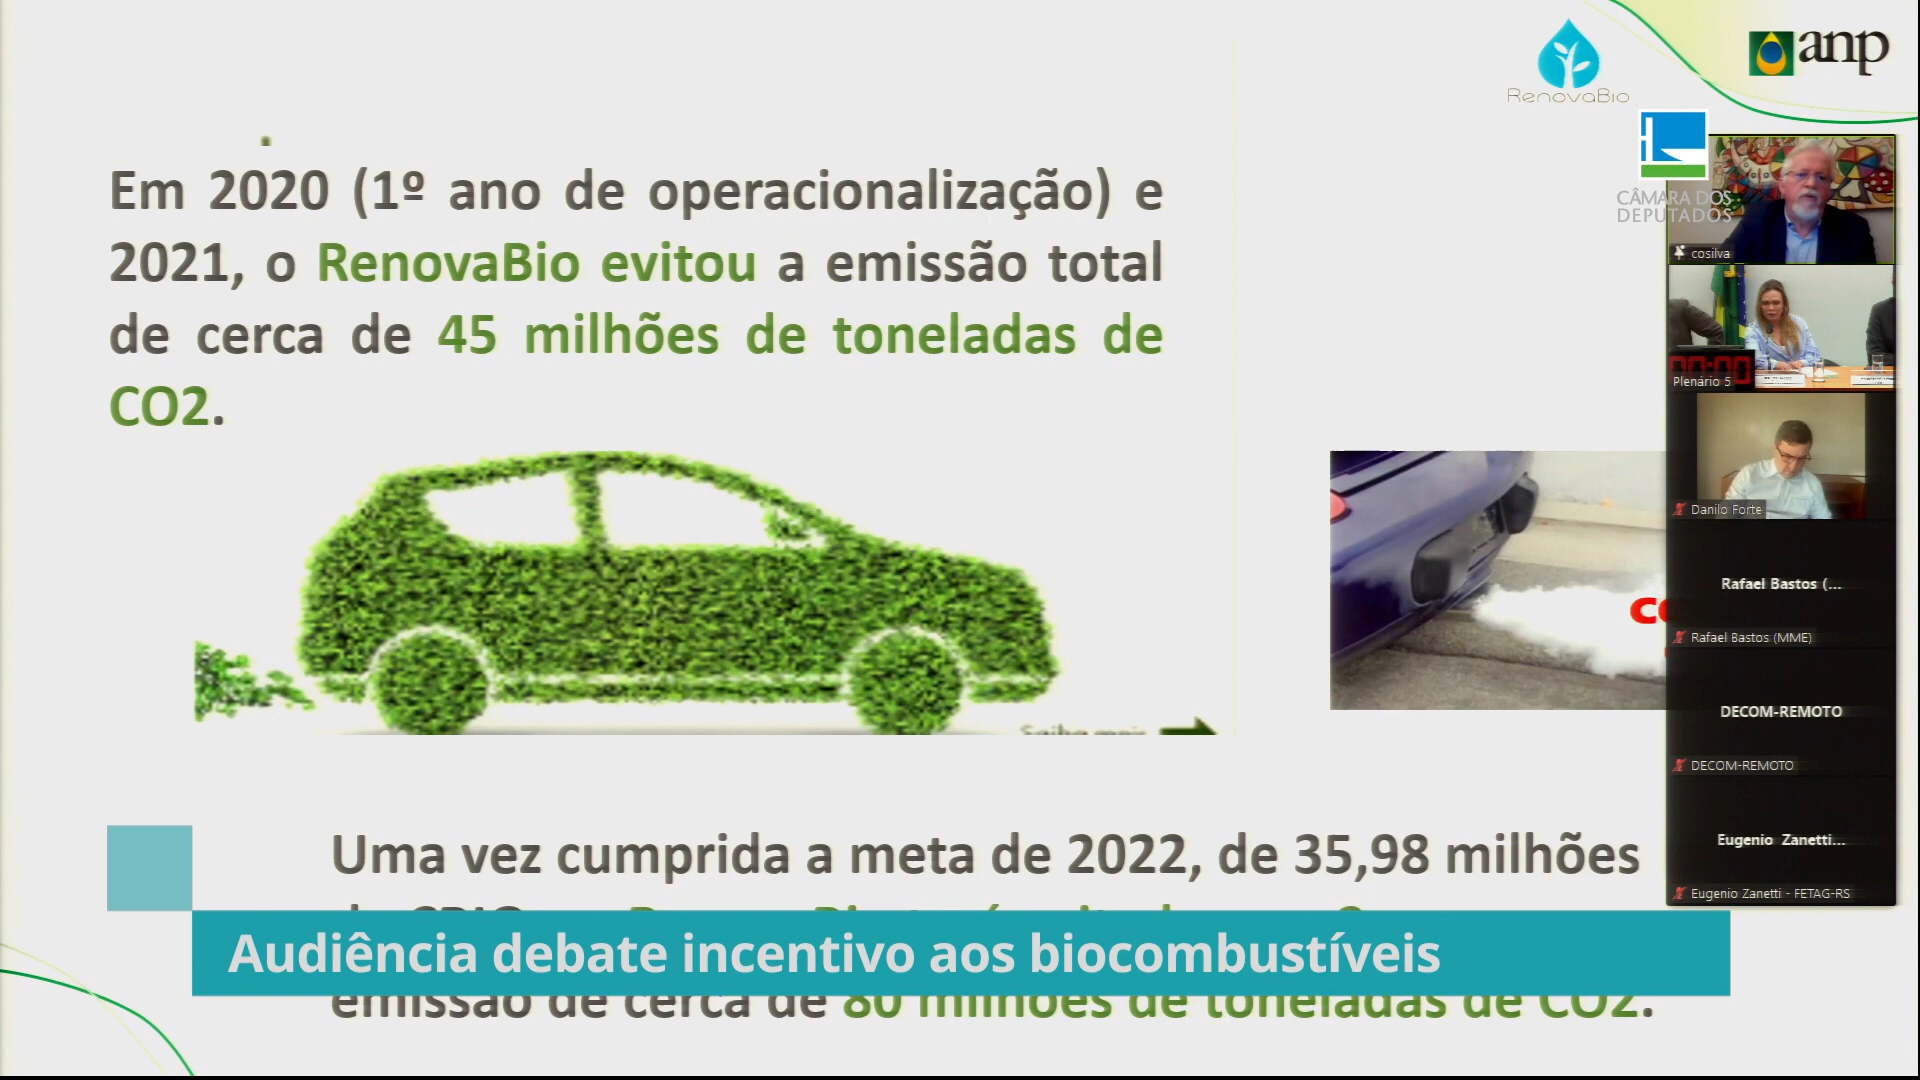 RenovaBio
anp
CÂMARA DOS
DEPUTADOS
Em 2020 (1º ano de operacionalização) e
2021, o RenovaBio evitou a emissão total
de cerca de 45 milhões de toneladas de
CO2.
cosilva
00:00
Plenário 5
Danilo Forte
Rafael Bastos (...
Rafael Bastos (MME)
DECOM-REMOTO
DECOM-REMOTO
Eugenio Zanetti...
Eugenio Zanetti - FETAG-RS
Uma vez cumprida a meta de 2022, de 35,98 milhões
Audiência debate incentivo aos biocombustíveis
emissão de cerca de 80 milhões de toneladas de CO2.